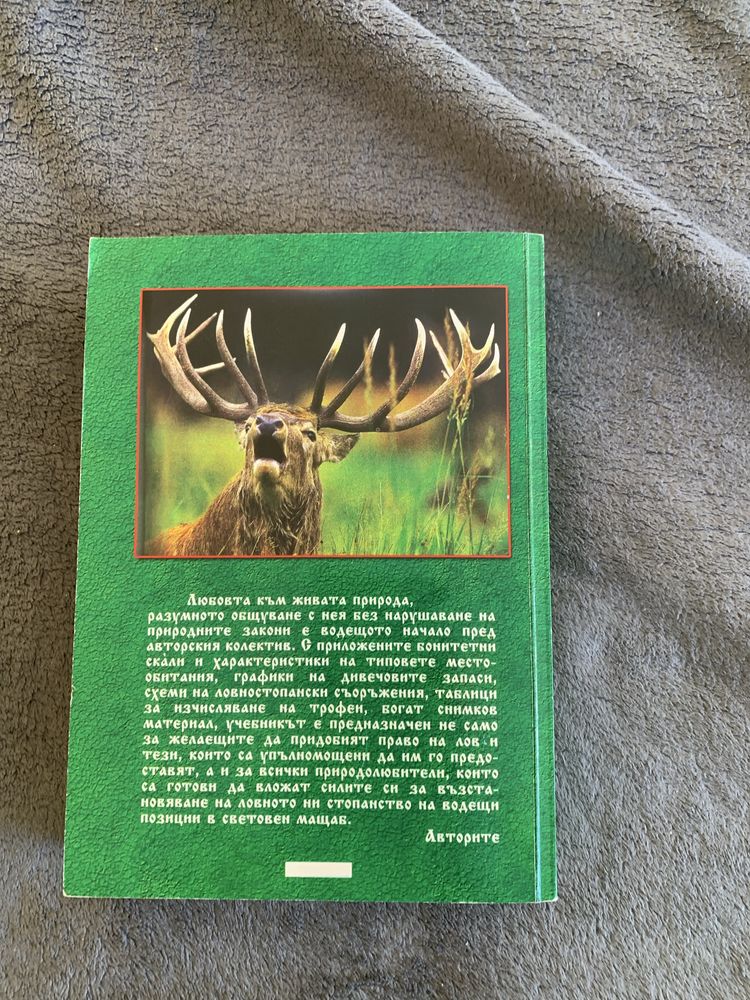 Любовта към живата природа,
разумното общуване с нея без нарушаване на
природните закони е водещото начало пред
авторския колектив. С приложените бонитетни
скали и характеристики на типовете место-
обитания, графики на дивечовите запаси,
схеми на ловностопански съоръжения, таблици
за изчисляване на трофеи, богат снимков
материал, учебникът е предназначен не само
за желаещите да придобият право на лов и
тези, които са упълномощени да им го предо-
ставят, а и за всички природолюбители, които
са готови да вложат силите си за възста-
новяване на ловното ни стопанство на водещи
позиции в световен мащаб.
Авторите